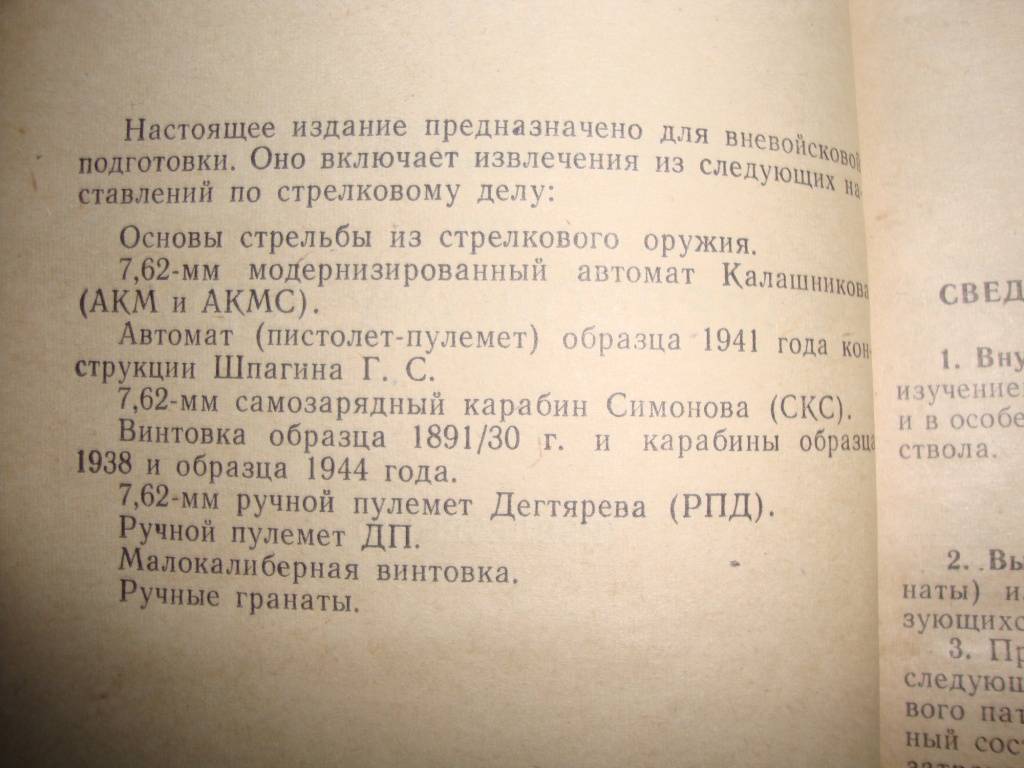 Настоящее издание предназначено для вневойсковой
подготовки. Оно включает извлечения из следующих на-
ставлений по стрелковому делу:
Основы стрельбы из стрелкового оружия.
7,62-мм модернизированный автомат Калашникова
(АКМ и АКМС).
Автомат (пистолет-пулемет) образца 1941 года кон-
струкции Шпагина Г. С.
7,62-мм самозарядный карабин Симонова (СКС).
Винтовка образца 1891/30 г. и карабины образца
1938 и образца 1944 года.
7,62-мм ручной пулемет Дегтярева (РПД).
Ручной пулемет ДП.
Малокалиберная винтовка.
Ручные гранаты.
СВЕД
1. Вну
изучением
и в особе
ствола.
2. Вы
наты) и
зующихс
3. Пр
следующ
вого пат
ный сост